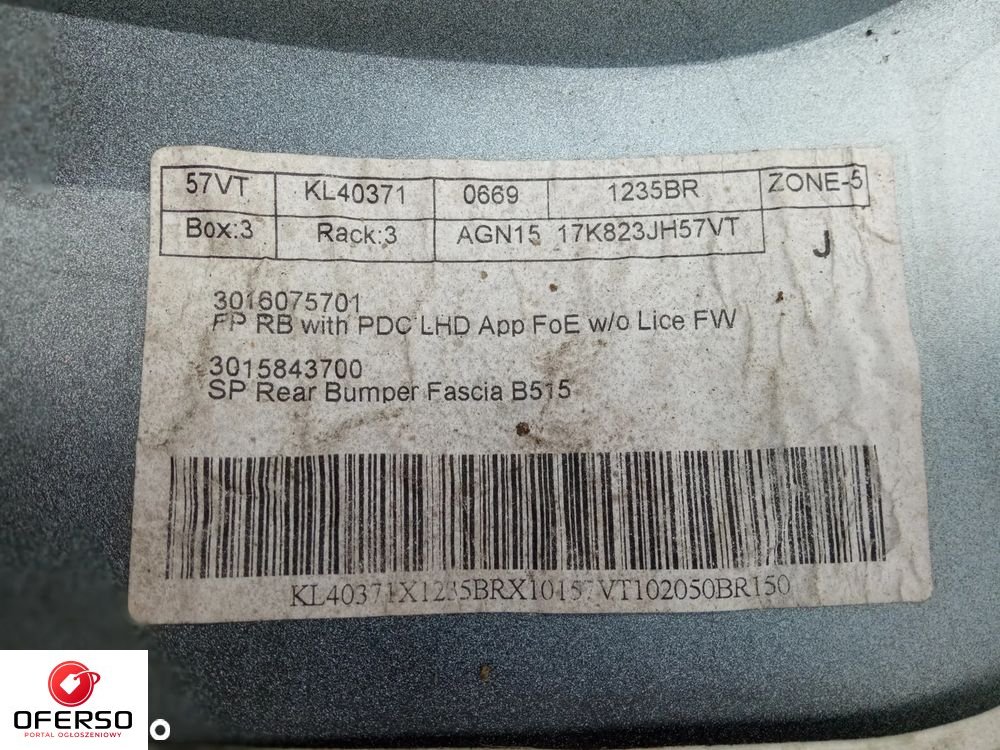 57VT KL40371 0669 1235BR ZONE-5
Box:3 Rack:3 AGN15 17K823JH57VT J
3016075701
FP RB with PDC LHD App FoE w/o Lice FW
3015843700
SP Rear Bumper Fascia B515
KL40371X1235BRX10157VT102050BR150
OFERSO
PORTAL OGŁOSZENIOWY